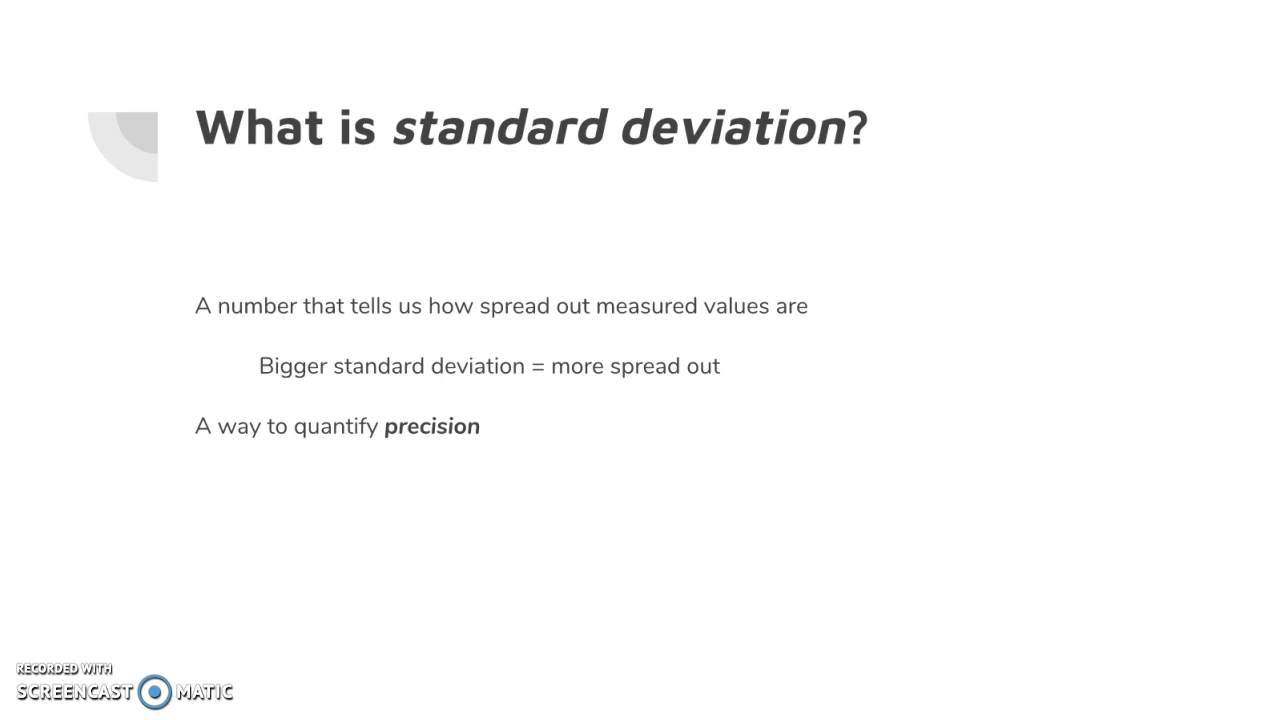 What is standard deviation?
A number that tells us how spread out measured values are
Bigger standard deviation = more spread out
A way to quantify precision
RECORDED WITH
SCREENCAST MATIC